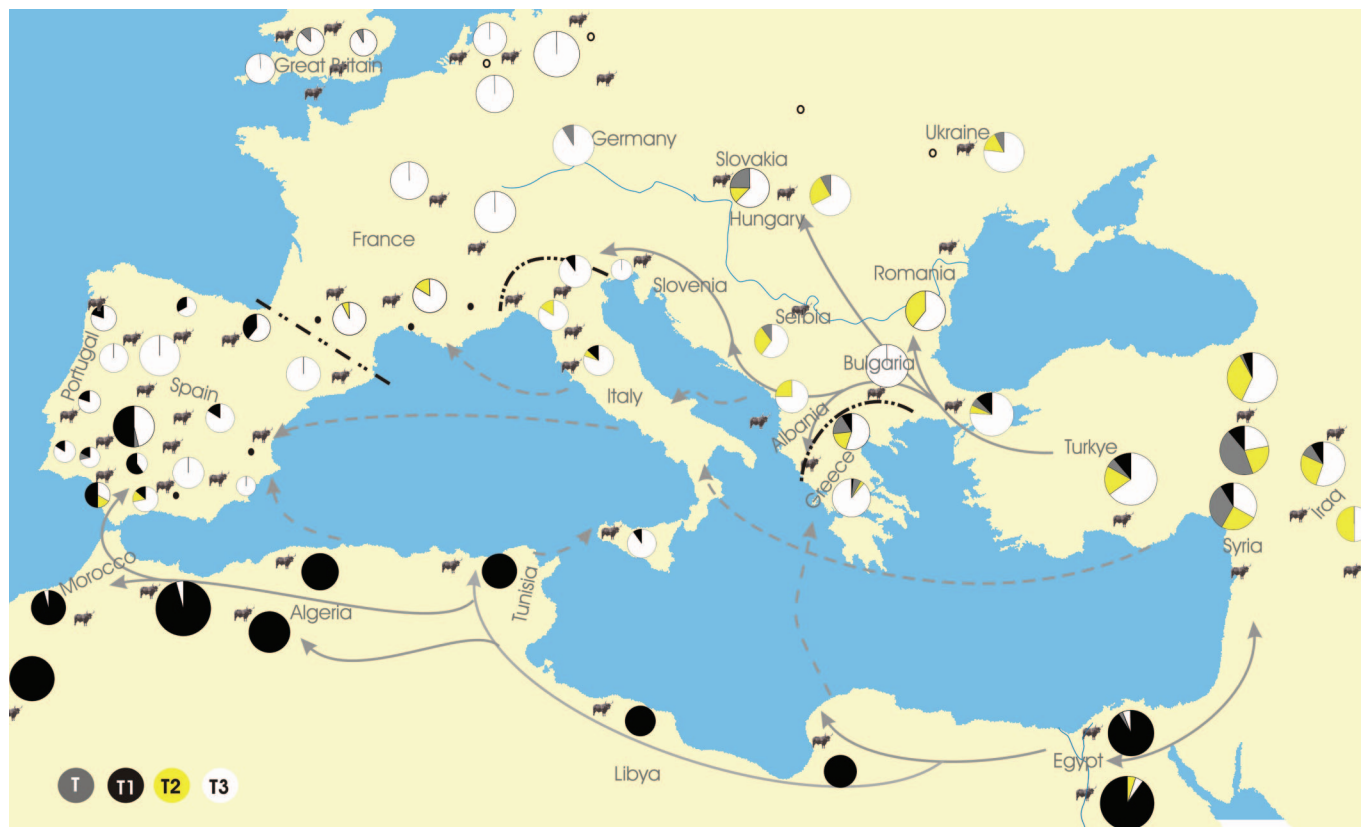 Great Britain
Germany
Ukraine
Slovakia
Hungary
France
Slovenia
Romania
Serbia
Bulgaria
Portugal
Spain
Italy
Albania
Greece
Turkye
Iraq
Syria
Morocco
Algeria
Tunisia
Libya
Egypt
T T1 T2 T3